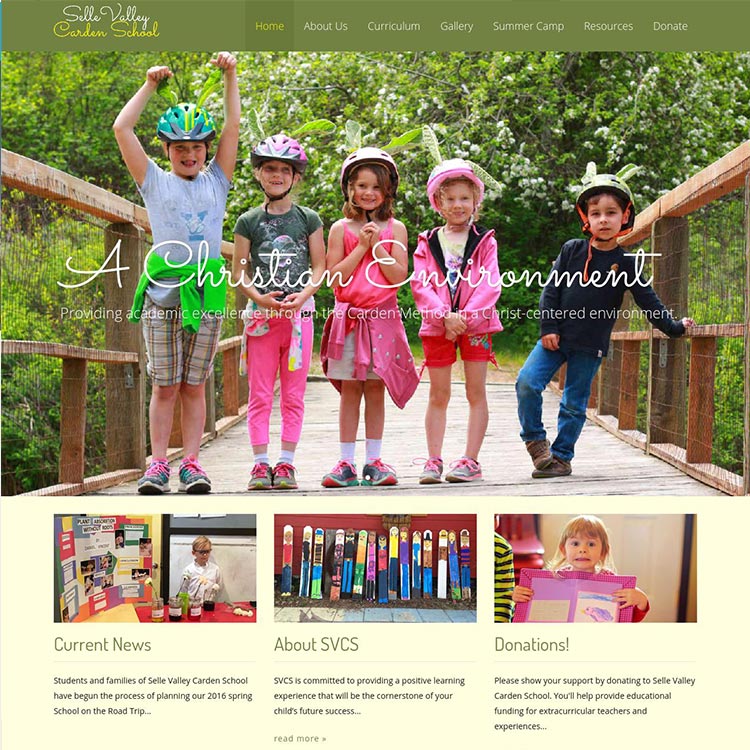 Selle Valley
Carden School
Home About Us Curriculum Gallery Summer Camp Resources Donate
A Christian Environment
Providing academic excellence through the Carden Method in a Christ-centered environment.
PLANT ABSORPTION
WITHOUT ROOTS
Current News
Students and families of Selle Valley Carden School
have begun the process of planning our 2016 spring
School on the Road Trip...
About SVCS
SVCS is committed to providing a positive learning
experience that will be the cornerstone of your
child's future success...
read more »
Donations!
Please show your support by donating to Selle Valley
Carden School. You'll help provide educational
funding for extracurricular teachers and
experiences...